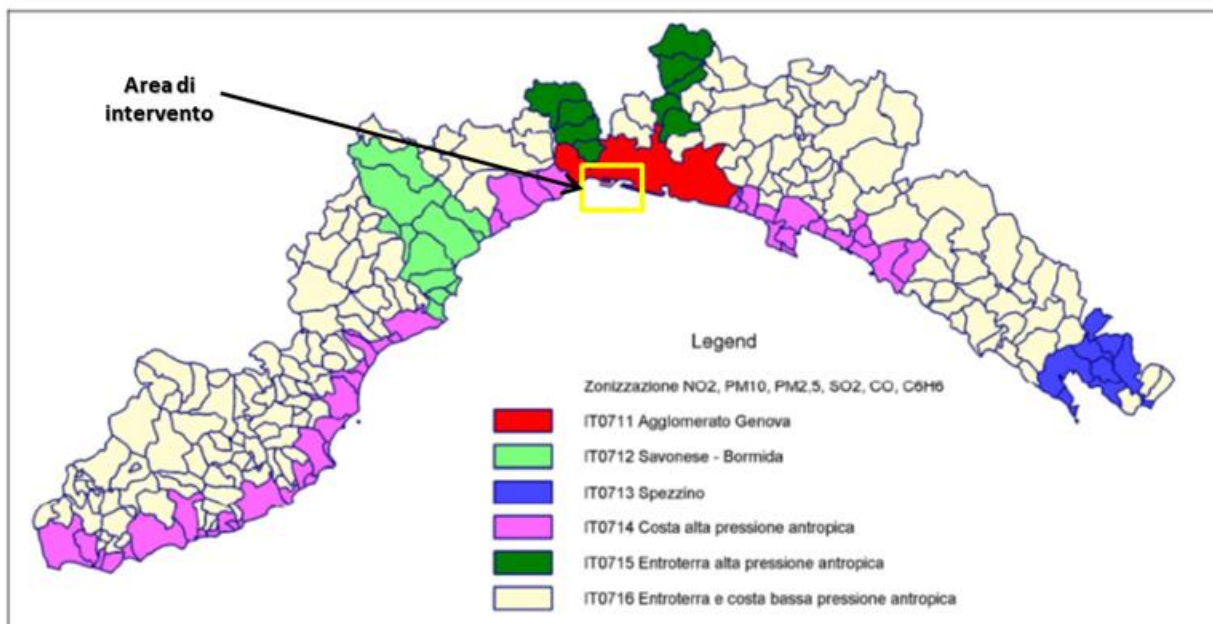 Area di
intervento
Legend
Zonizzazione NO2, PM10, PM2,5, SO2, CO, C6H6
IT0711 Agglomerato Genova
IT0712 Savonese - Bormida
IT0713 Spezzino
IT0714 Costa alta pressione antropica
IT0715 Entroterra alta pressione antropica
IT0716 Entroterra e costa bassa pressione antropica